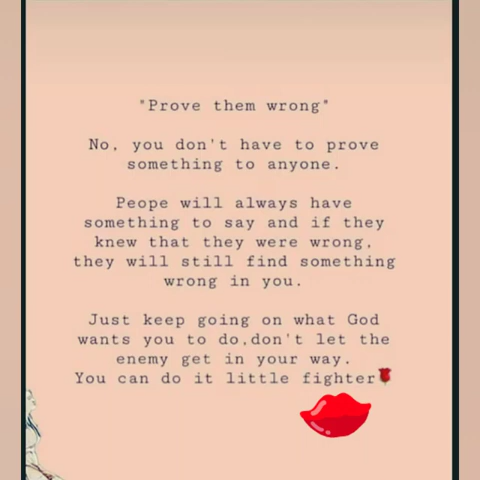 "Prove them wrong"
No, you don't have to prove
something to anyone.
Peope will always have
something to say and if they
knew that they were wrong,
they will still find something
wrong in you.
Just keep going on what God
wants you to do,don't let the
enemy get in your way.
You can do it little fighter🌹